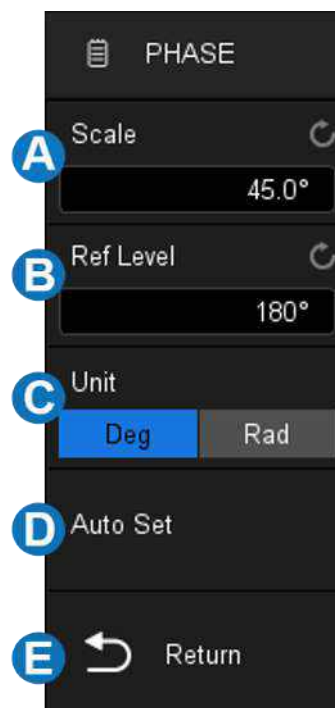 PHASE
A Scale
45.0°
B Ref Level
180°
C Unit
Deg Rad
D Auto Set
E Return